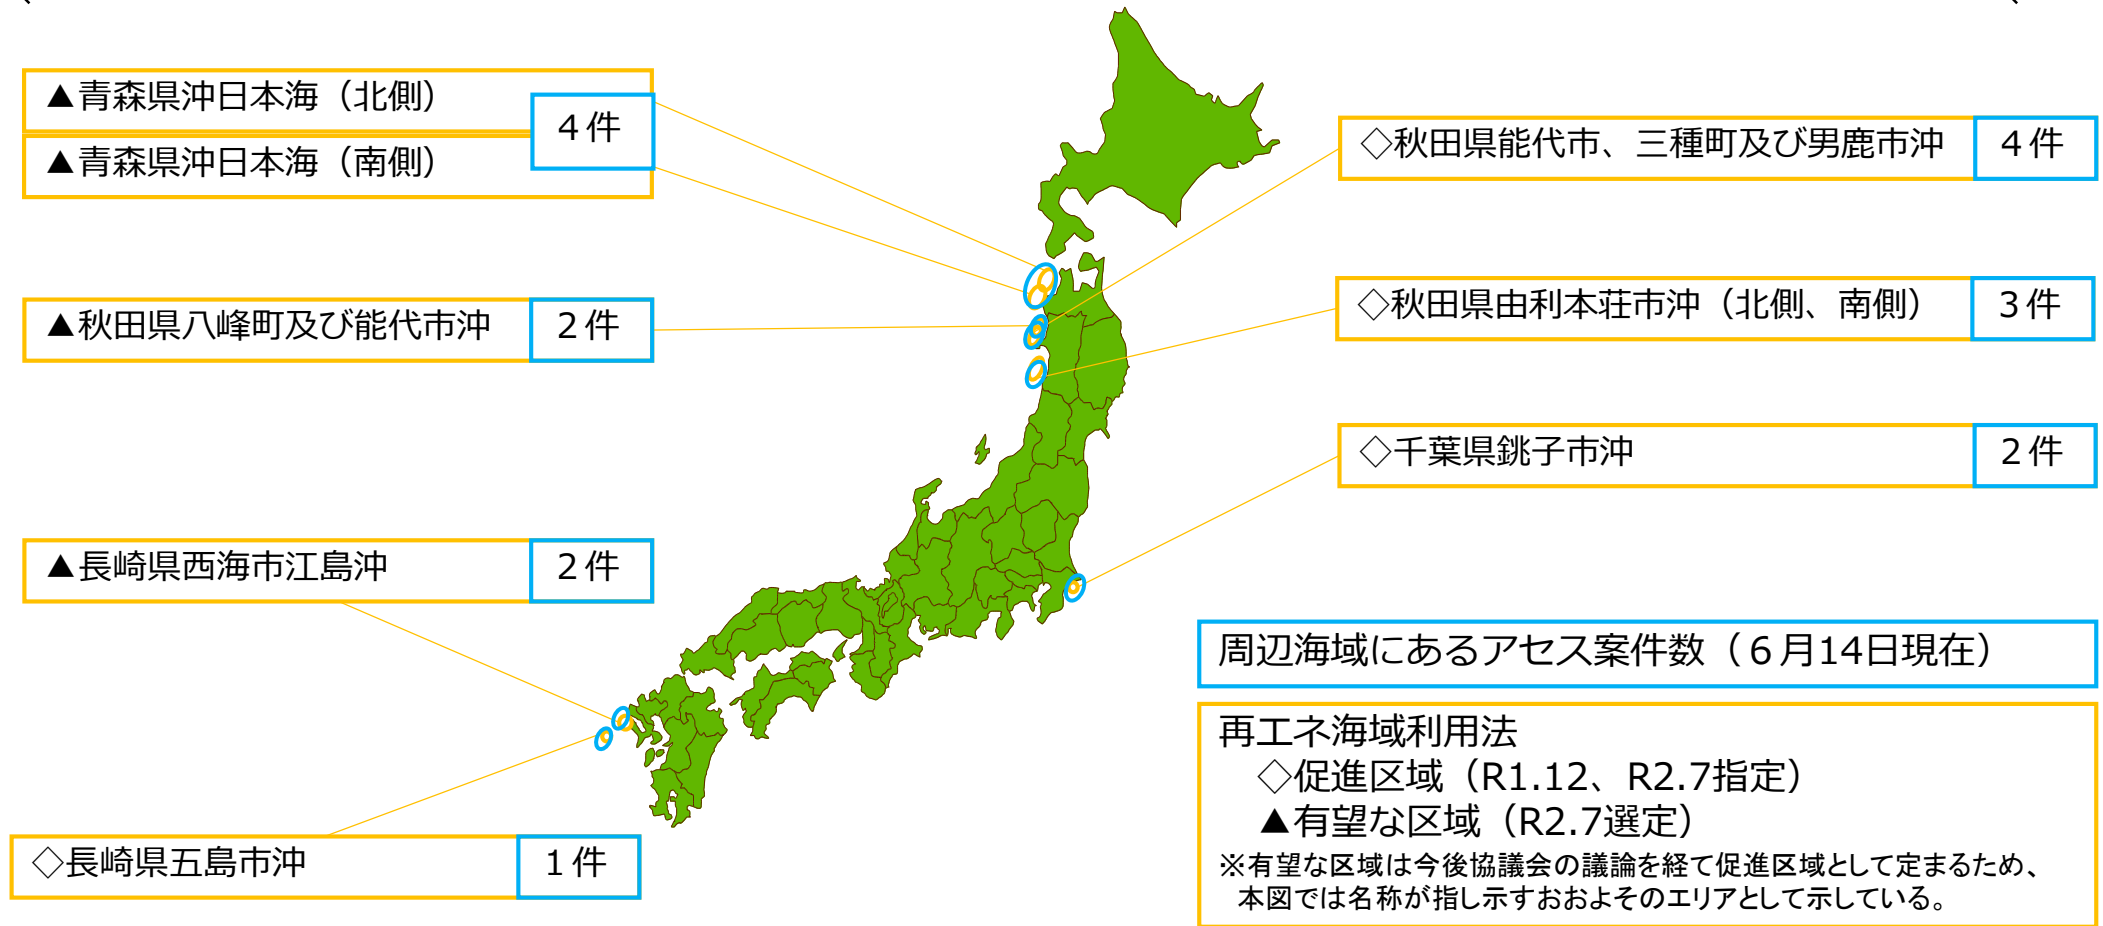 ▲青森県沖日本海（北側）
４件
▲青森県沖日本海（南側）
▲秋田県八峰町及び能代市沖 ２件
▲長崎県西海市江島沖 ２件
◇長崎県五島市沖 １件
◇秋田県能代市、三種町及び男鹿市沖 ４件
◇秋田県由利本荘市沖（北側、南側） ３件
◇千葉県銚子市沖 ２件
周辺海域にあるアセス案件数（６月14日現在）
再エネ海域利用法
◇促進区域（R1.12、R2.7指定）
▲有望な区域（R2.7選定）
※有望な区域は今後協議会の議論を経て促進区域として定まるため、
本図では名称が指し示すおおよそのエリアとして示している。